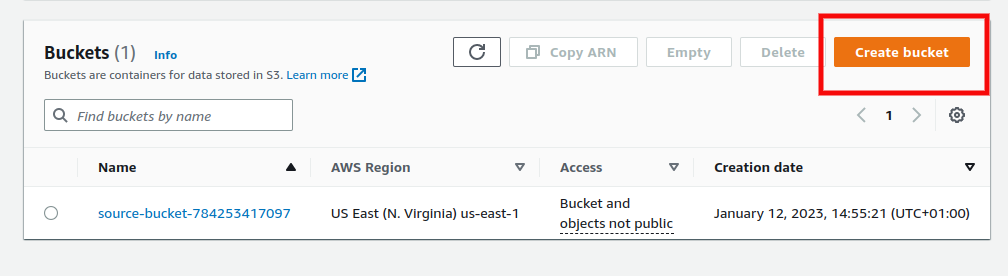 Buckets (1) Info
Copy ARN
Empty
Delete
Create bucket
Buckets are containers for data stored in S3. Learn more
Find buckets by name
1
Name AWS Region Access Creation date
source-bucket-784253417097 US East (N. Virginia) us-east-1 Bucket and objects not public January 12, 2023, 14:55:21 (UTC+01:00)